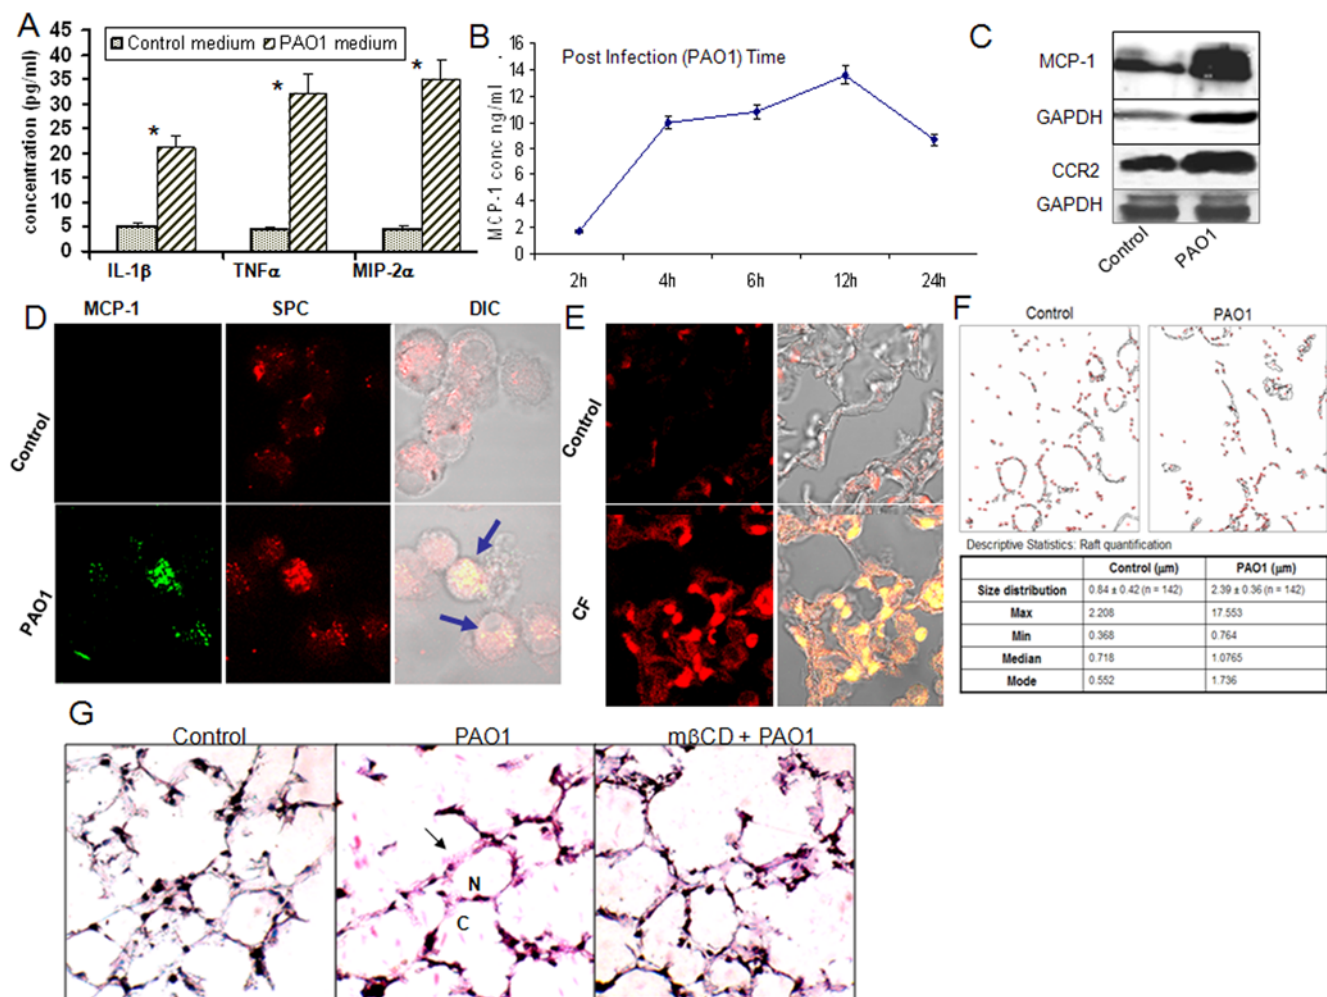 A
45
40
35
30
25
20
15
10
5
0
concentration (pg/ml)
Control medium
PAO1 medium
*
*
*
IL-1β
TNFα
MIP-2α
B
16
14
12
10
8
6
4
2
0
MCP-1 conc ng/ml
Post Infection (PAO1) Time
2h
4h
6h
12h
24h
C
MCP-1
GAPDH
CCR2
GAPDH
Control
PAO1
D
MCP-1
SPC
DIC
Control
PAO1
E
Control
CF
F
Control
PAO1
Descriptive Statistics: Raft quantification
Control (µm) PAO1 (µm)
Size distribution 0.84 ± 0.42 (n = 142) 2.39 ± 0.36 (n = 142)
Max 2.208 17.553
Min 0.368 0.764
Median 0.718 1.0765
Mode 0.552 1.736
G
Control
PAO1
mβCD + PAO1
N
C